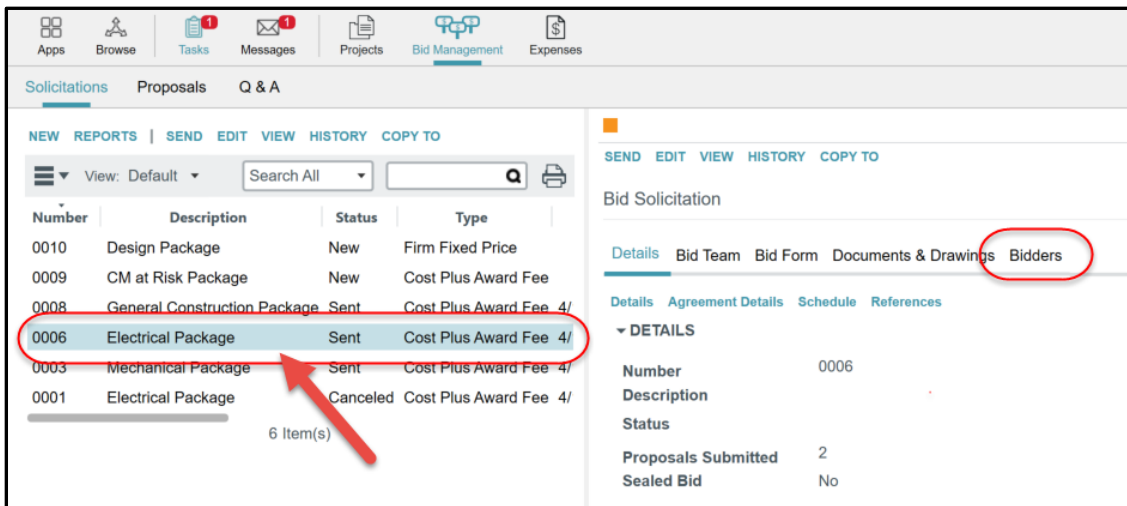 1 1 $
Apps Browse Tasks Messages Projects Bid Management Expenses
Solicitations Proposals Q & A
NEW REPORTS | SEND EDIT VIEW HISTORY COPY TO
View: Default Search All
Number Description Status Type
0010 Design Package New Firm Fixed Price
0009 CM at Risk Package New Cost Plus Award Fee
0008 General Construction Package Sent Cost Plus Award Fee 4/
0006 Electrical Package Sent Cost Plus Award Fee 4/
0003 Mechanical Package Sent Cost Plus Award Fee 4/
0001 Electrical Package Canceled Cost Plus Award Fee 4/
6 Item(s)
SEND EDIT VIEW HISTORY COPY TO
Bid Solicitation
Details Bid Team Bid Form Documents & Drawings Bidders
Details Agreement Details Schedule References
DETAILS
Number 0006
Description
Status
Proposals Submitted 2
Sealed Bid No